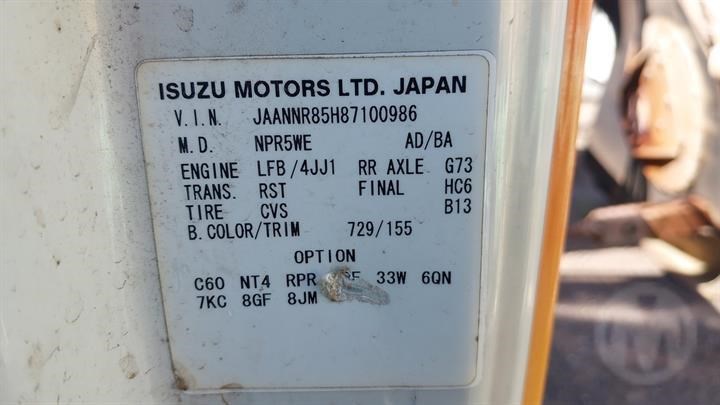 ISUZU MOTORS LTD. JAPAN
V.I.N. JAANNR85H87100986
M.D. NPR5WE AD/BA
ENGINE LFB/4JJ1 RR AXLE G73
TRANS. RST FINAL HC6
TIRE CVS B13
B.COLOR/TRIM 729/155
OPTION
C60 NT4 RPR 33W 6QN
7KC 8GF 8JM